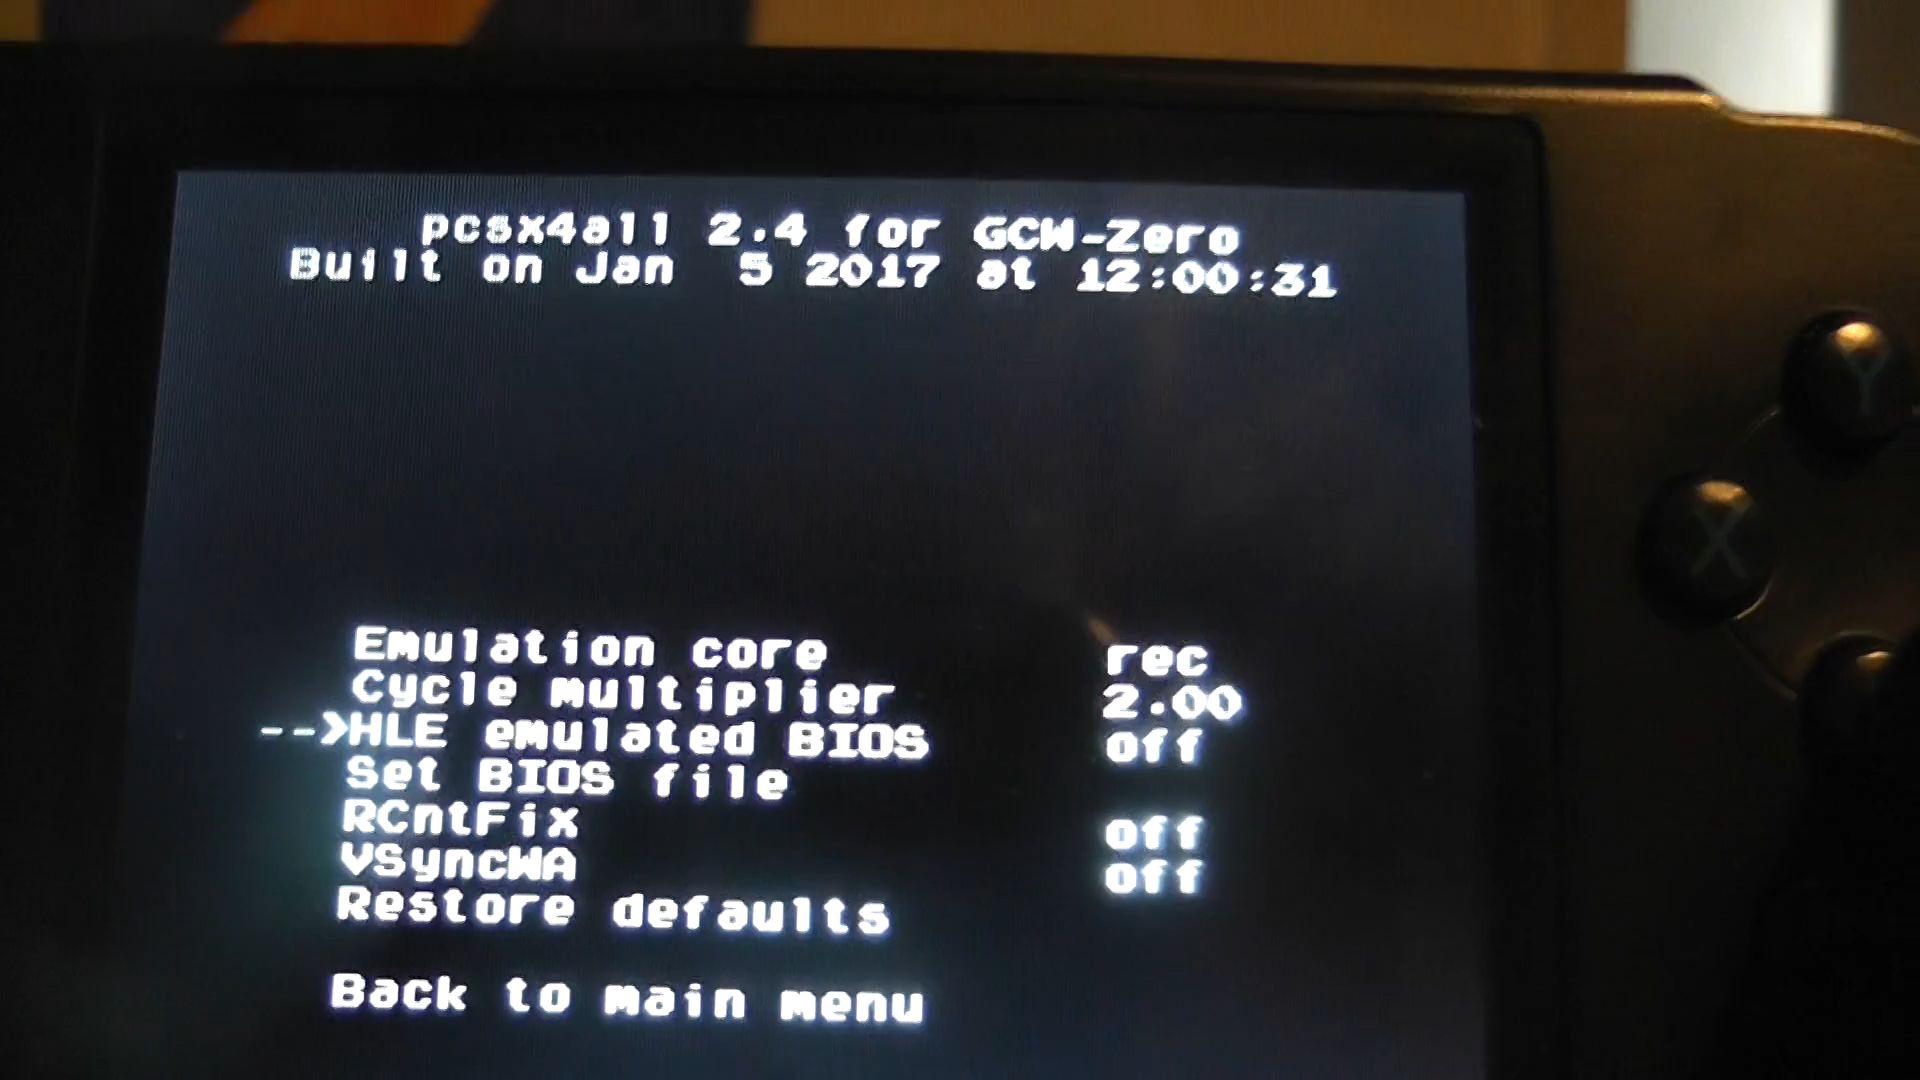 pcsx4all 2.4 for GCW-Zero
Built on Jan  5 2017 at 12:00:31
Emulation core rec
Cycle multiplier 2.00
-->HLE emulated BIOS off
Set BIOS file
RCntFix off
VSyncWA off
Restore defaults
Back to main menu
Y
X